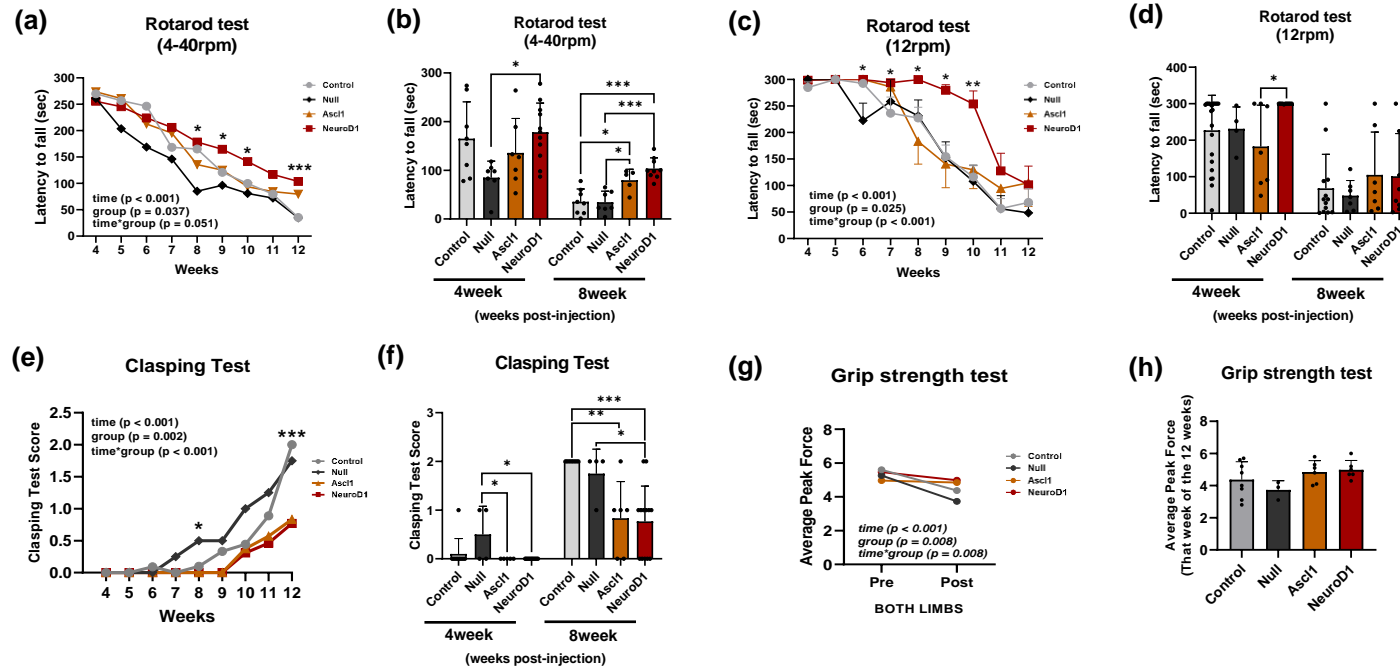 (a)
Rotarod test
(4-40rpm)
Latency to fall (sec)
300
250
200
150
100
50
0
4 5 6 7 8 9 10 11 12
Weeks
* * * ***
Control
Null
Ascl1
NeuroD1
time (p < 0.001)
group (p = 0.037)
time*group (p = 0.051)
(b)
Rotarod test
(4-40rpm)
Latency to fall (sec)
300
200
100
0
*
***
***
*
*
Control Null Ascl1 NeuroD1 Control Null Ascl1 NeuroD1
4week 8week
(weeks post-injection)
(c)
Rotarod test
(12rpm)
Latency to fall (sec)
300
250
200
150
100
50
0
4 5 6 7 8 9 10 11 12
Weeks
* * * * * **
Control
Null
Ascl1
NeuroD1
time (p < 0.001)
group (p = 0.025)
time*group (p < 0.001)
(d)
Rotarod test
(12rpm)
Latency to fall (sec)
400
300
200
100
0
*
Control Null Ascl1 NeuroD1 Control Null Ascl1 NeuroD1
4week 8week
(weeks post-injection)
(e)
Clasping Test
Clasping Test Score
2.5
2.0
1.5
1.0
0.5
0.0
4 5 6 7 8 9 10 11 12
Weeks
time (p < 0.001)
group (p = 0.002)
time*group (p < 0.001)
* ***
Control
Null
Ascl1
NeuroD1
(f)
Clasping Test
Clasping Test Score
3
2
1
0
*
*
***
**
*
Control Null Ascl1 NeuroD1 Control Null Ascl1 NeuroD1
4week 8week
(weeks post-injection)
(g)
Grip strength test
Average Peak Force
8
6
4
2
0
Pre Post
BOTH LIMBS
Control
Null
Ascl1
NeuroD1
time (p < 0.001)
group (p = 0.008)
time*group (p = 0.008)
(h)
Grip strength test
Average Peak Force
(That week of the 12 weeks)
8
6
4
2
0
Control Null Ascl1 NeuroD1